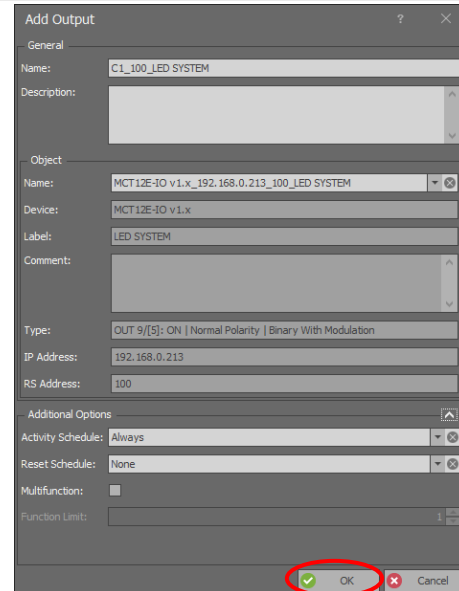 Add Output ?
General
Name: C1_100_LED SYSTEM
Description:
Object
Name: MCT12E-IO v1.x_192.168.0.213_100_LED SYSTEM
Device: MCT12E-IO v1.x
Label: LED SYSTEM
Comment:
Type: OUT 9/[5]: ON | Normal Polarity | Binary With Modulation
IP Address: 192.168.0.213
RS Address: 100
Additional Options
Activity Schedule: Always
Reset Schedule: None
Multifunction:
Function Limit: 1
OK Cancel